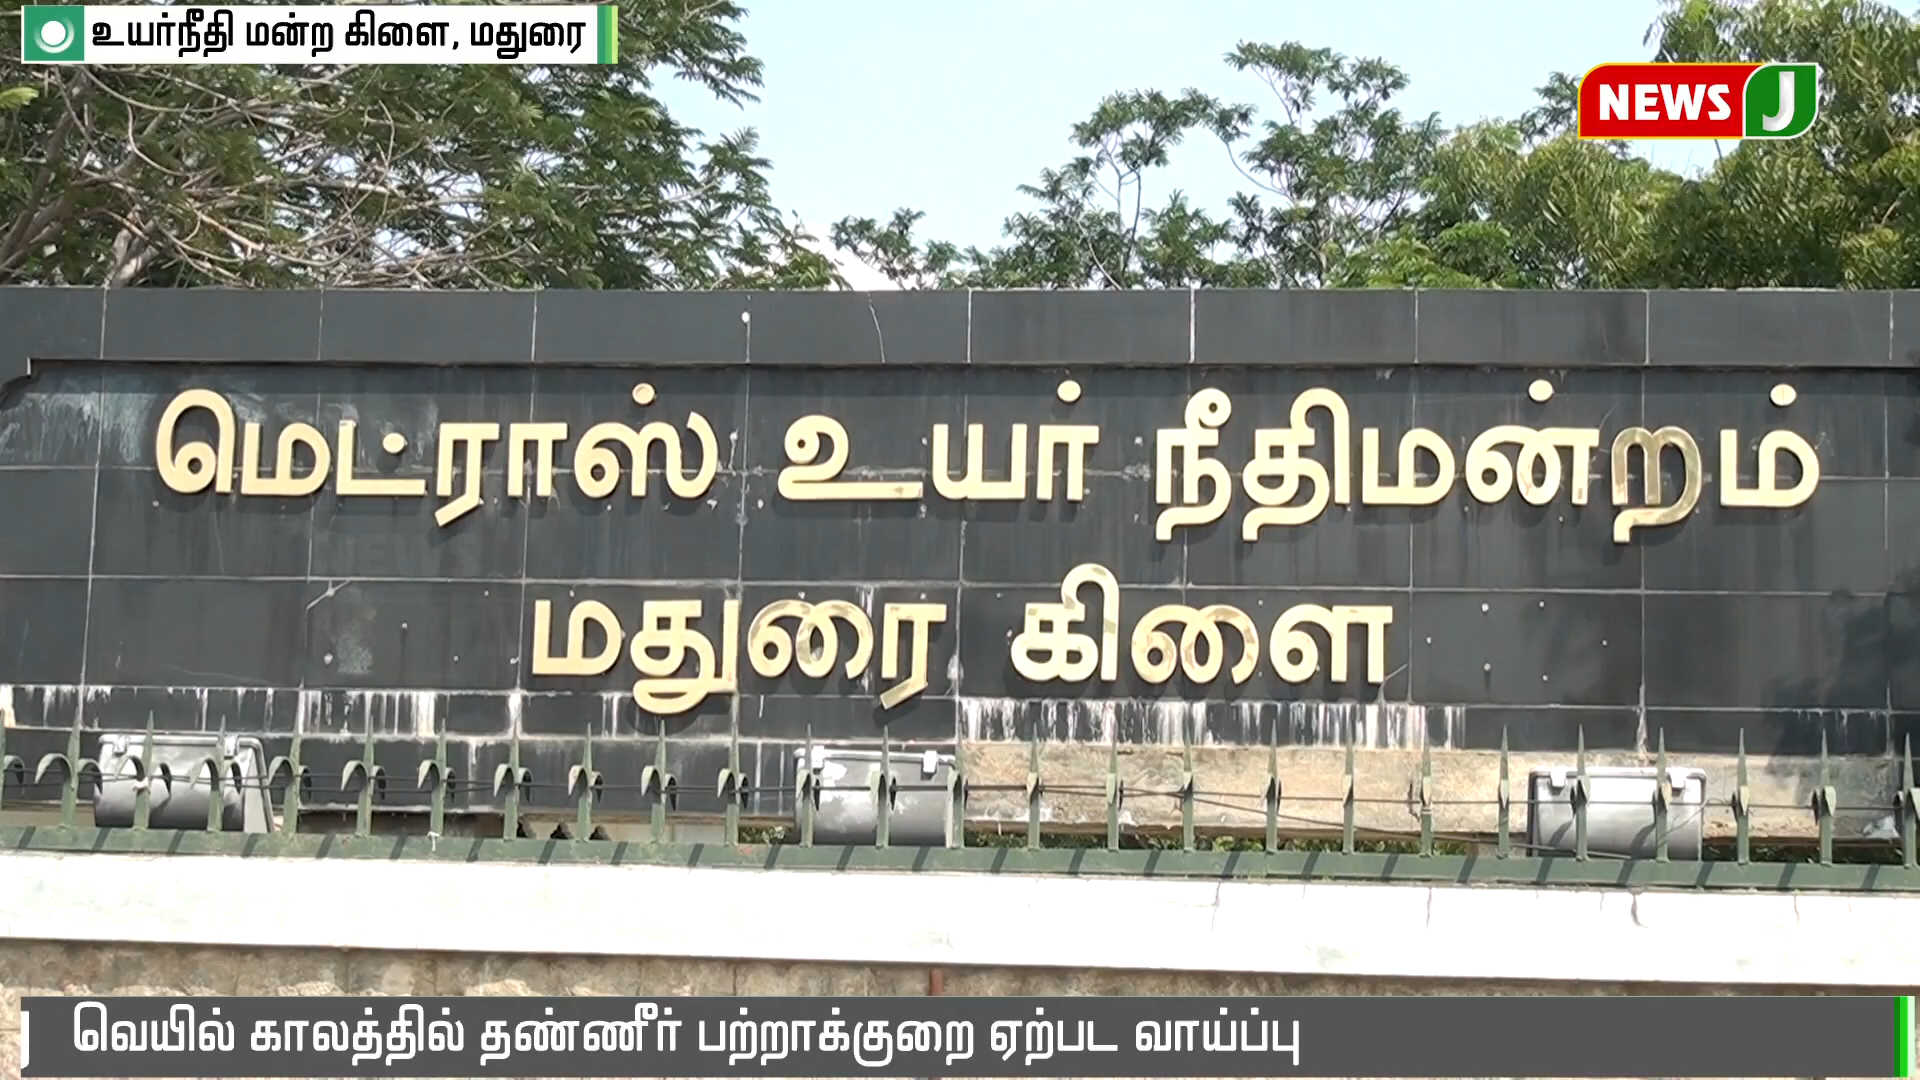 உயர்நீதி மன்ற கிளை, மதுரை
NEWS J
மெட்ராஸ் உயர் நீதிமன்றம்
மதுரை கிளை
வெயில் காலத்தில் தண்ணீர் பற்றாக்குறை ஏற்பட வாய்ப்பு